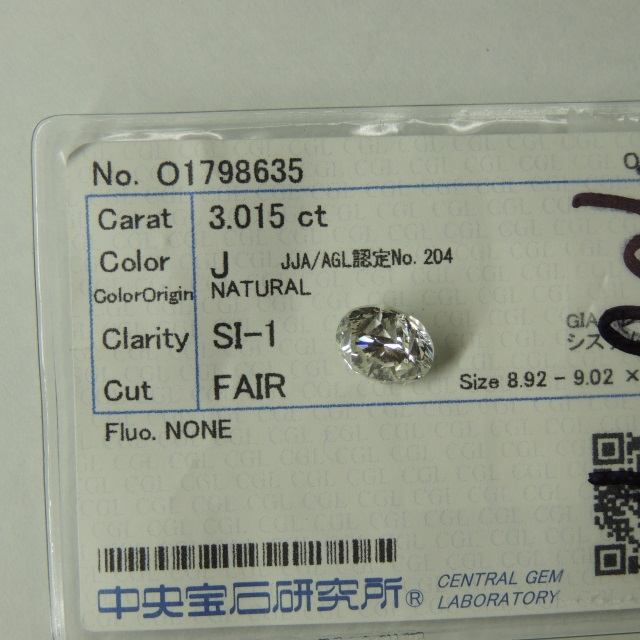 No. O1798635
Carat 3.015 ct
Color J JJA/AGL認定No. 204
ColorOrigin NATURAL
Clarity SI-1
GIA
シス
Cut FAIR
Size 8.92 - 9.02 ×
Fluo. NONE
中央宝石研究所® CENTRAL GEM
LABORATORY